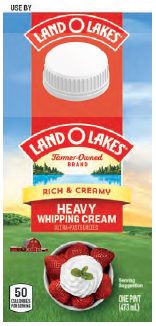 USE BY
LAND O LAKES®
LAND O LAKES®
Farmer-Owned
BRAND
RICH & CREAMY
HEAVY
WHIPPING CREAM
ULTRA-PASTEURIZED
50
CALORIES
PER SERVING
Serving
Suggestion
ONE PINT
(473 mL)